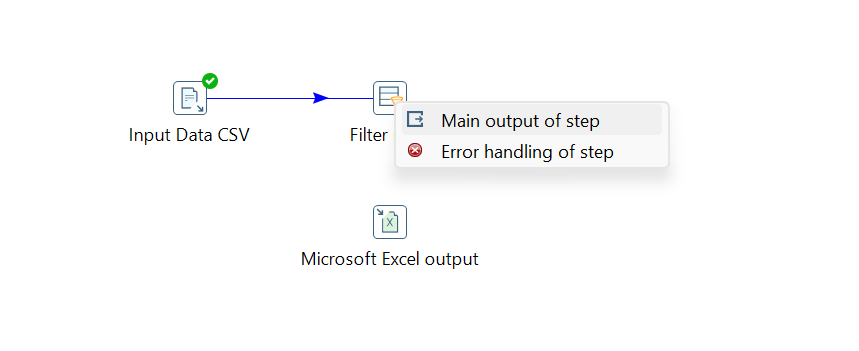 Input Data CSV
Filter
Main output of step
Error handling of step
Microsoft Excel output